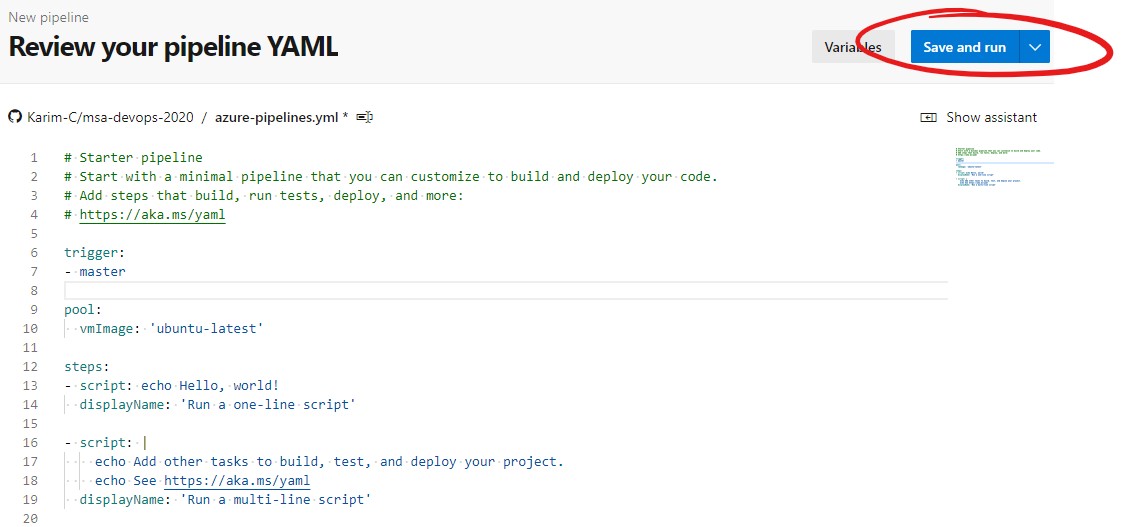 New pipeline
Review your pipeline YAML
Variables
Save and run
Karim-C/msa-devops-2020 / azure-pipelines.yml *
Show assistant
1 # Starter pipeline
2 # Start with a minimal pipeline that you can customize to build and deploy your code.
3 # Add steps that build, run tests, deploy, and more:
4 # https://aka.ms/yaml
5
6 trigger:
7 - master
8
9 pool:
10   vmImage: 'ubuntu-latest'
11
12 steps:
13 - script: echo Hello, world!
14   displayName: 'Run a one-line script'
15
16 - script: |
17     echo Add other tasks to build, test, and deploy your project.
18     echo See https://aka.ms/yaml
19   displayName: 'Run a multi-line script'
20